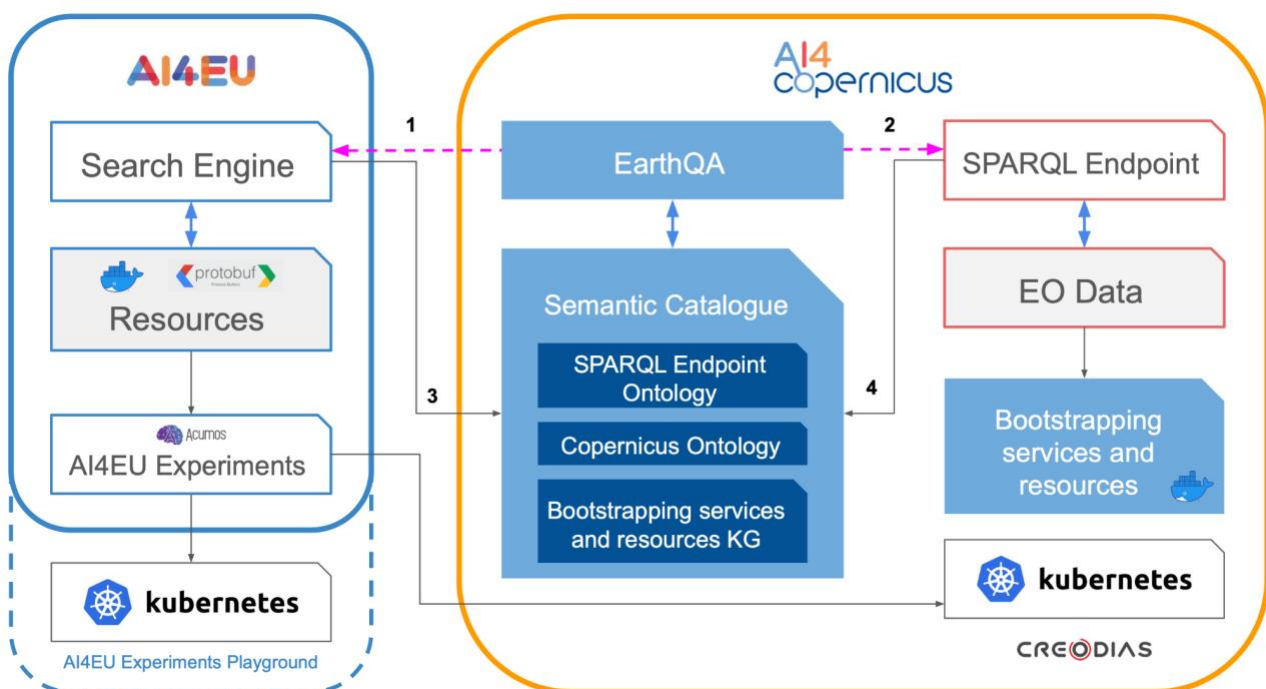 AI4EU
Search Engine
protobuf
Protocol Buffers
Resources
Acumos
AI4EU Experiments
kubernetes
AI4EU Experiments Playground
1
3
AI4
copernicus
EarthQA
2
SPARQL Endpoint
Semantic Catalogue
SPARQL Endpoint
Ontology
Copernicus Ontology
Bootstrapping services
and resources KG
4
EO Data
Bootstrapping
services and
resources
kubernetes
CREODIAS